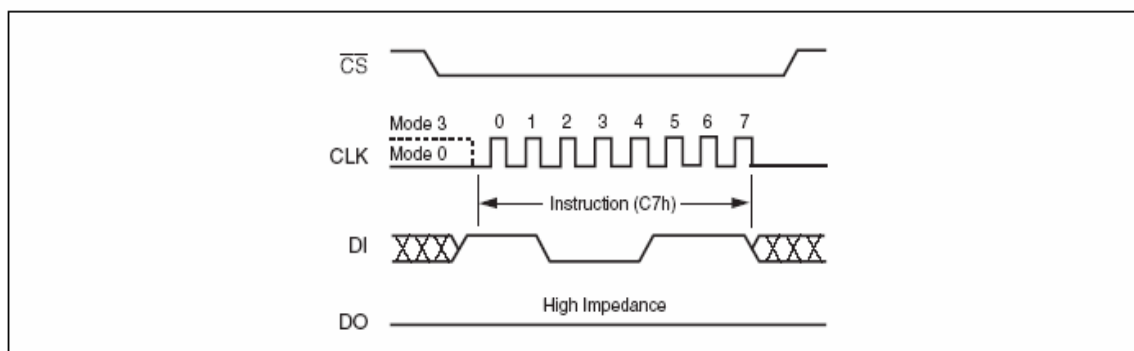 CS
Mode 3
0 1 2 3 4 5 6 7
CLK
Mode 0
Instruction (C7h)
DI
High Impedance
DO